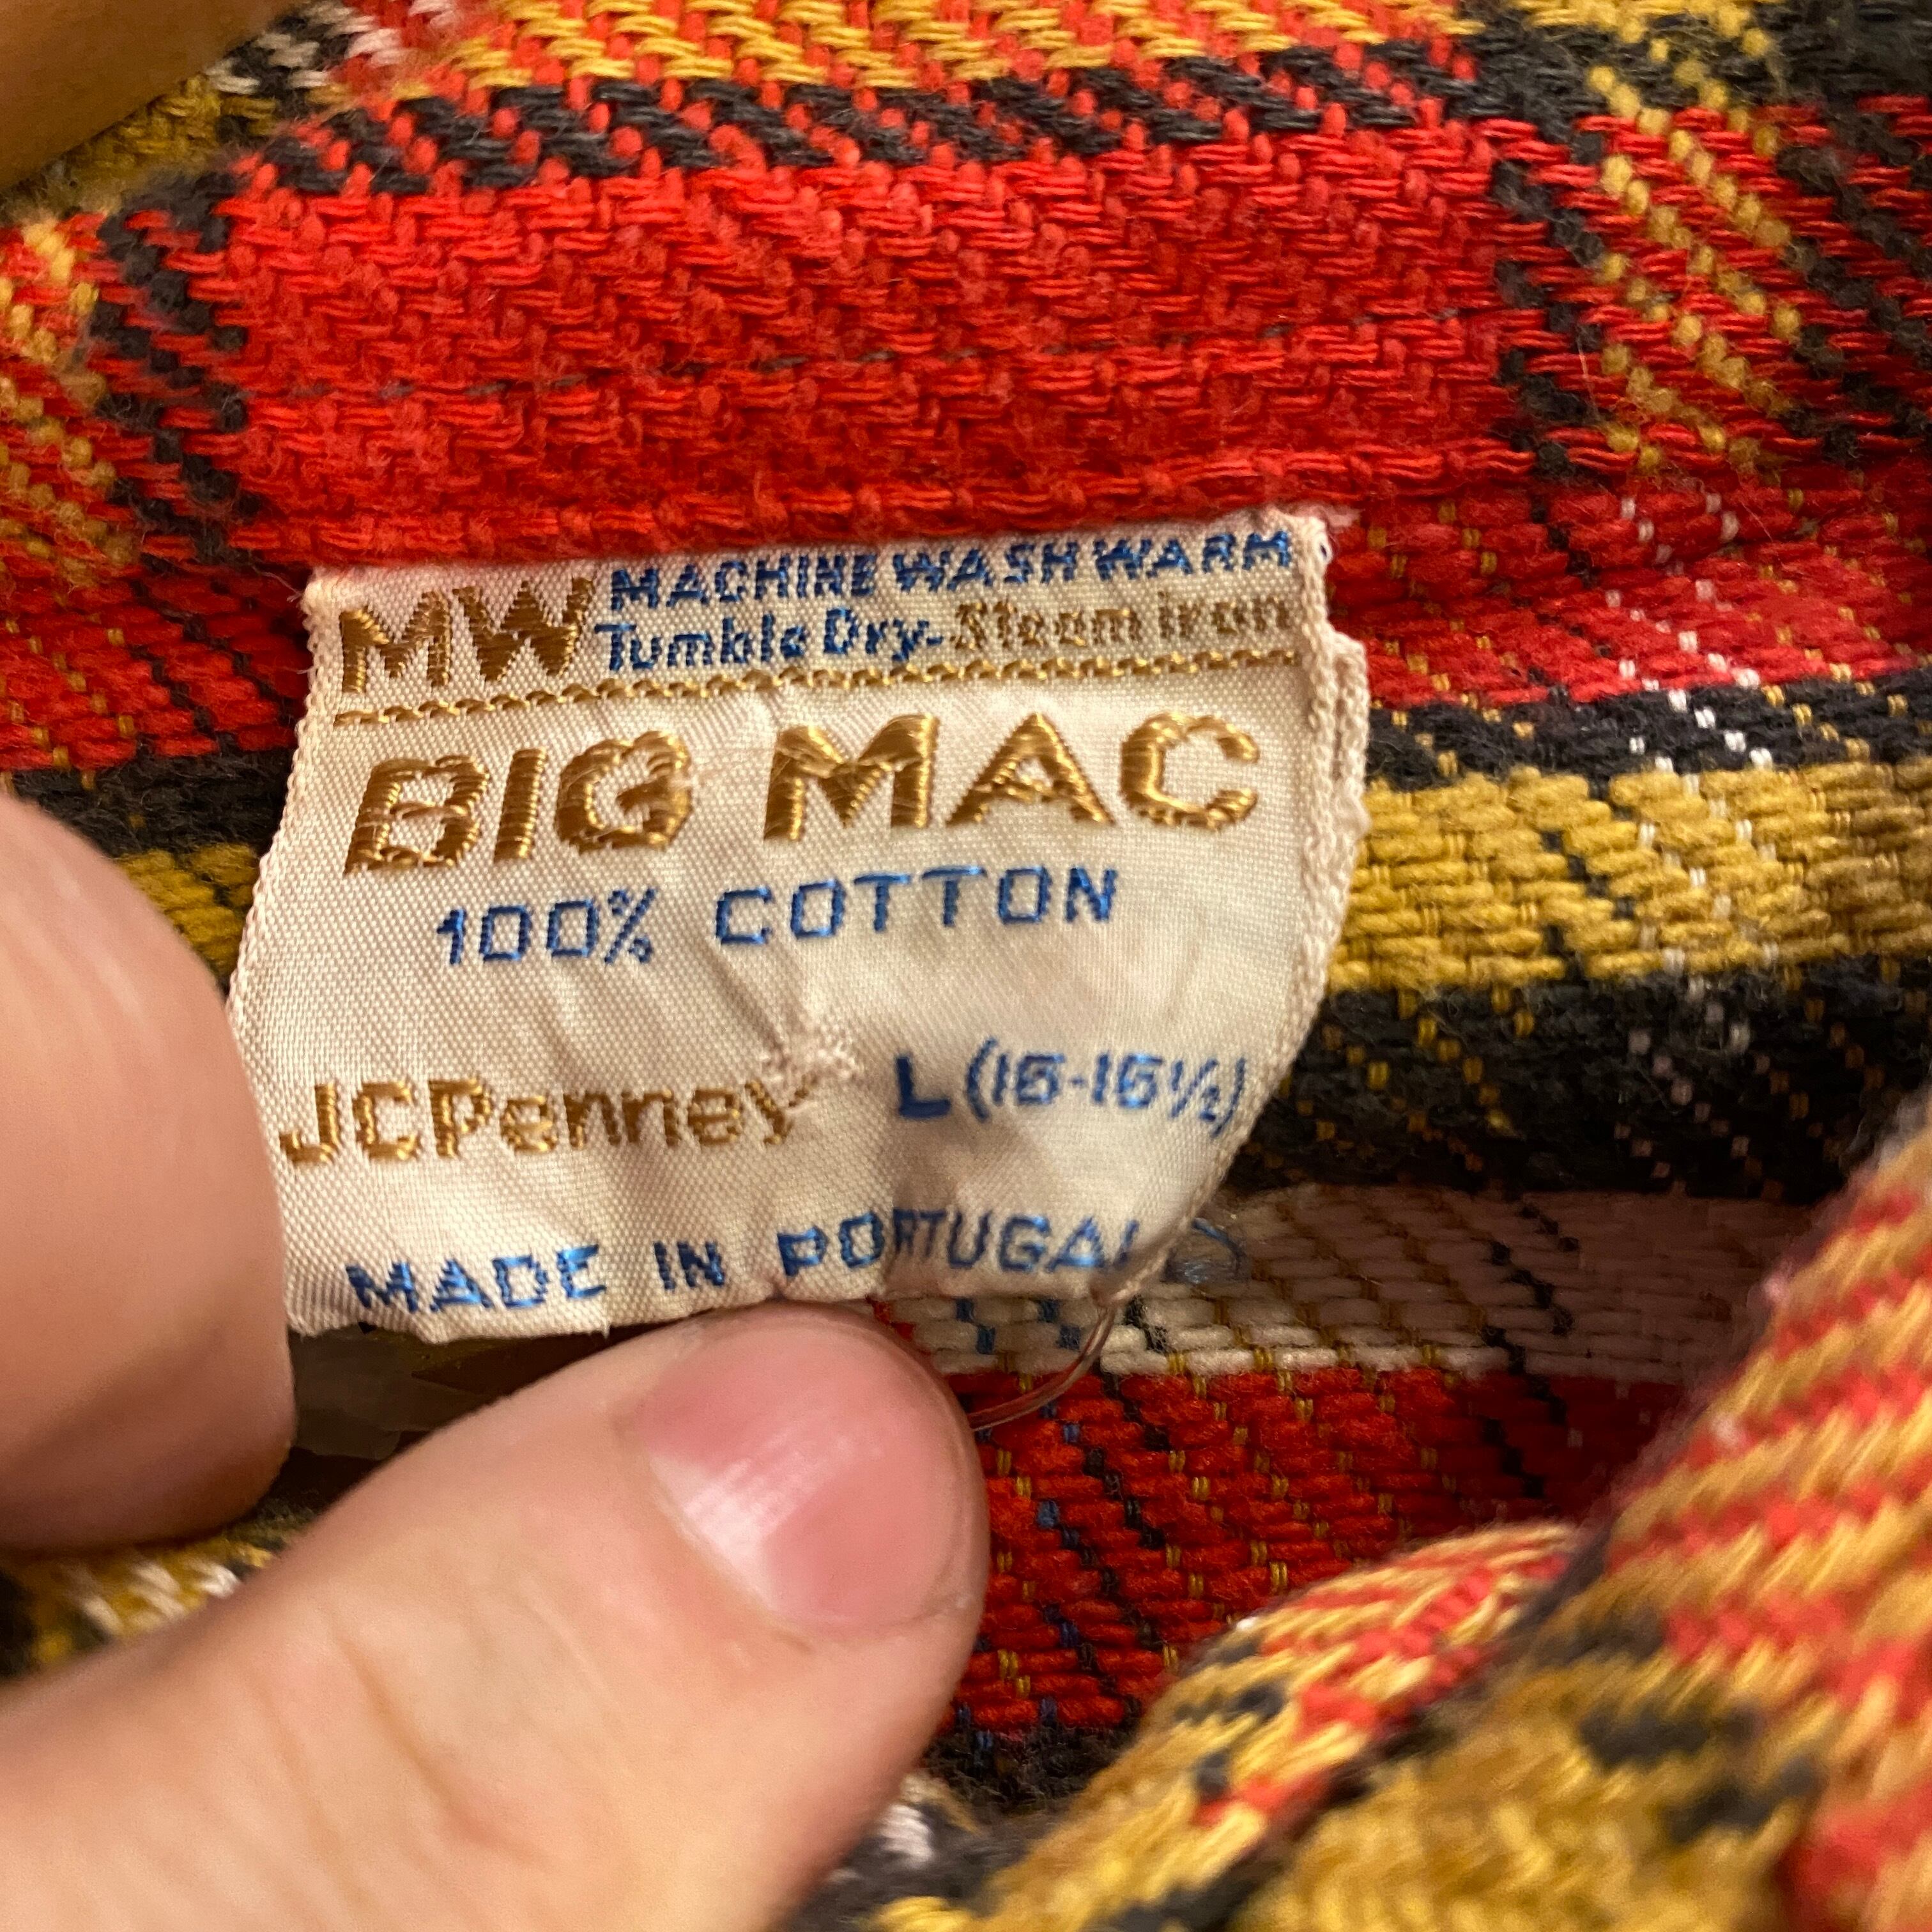 MW MACHINE WASH WARM
Tumble Dry-Steam iron
BIG MAC
100% COTTON
JCPenney L (16-16½)
MADE IN PORTUGAL